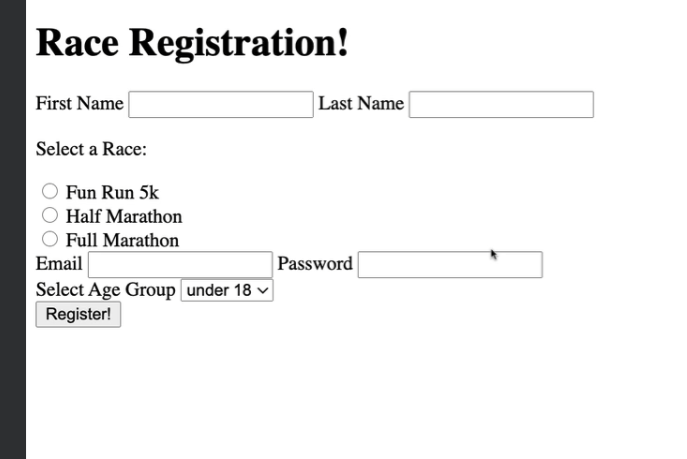 Race Registration!
First Name Last Name
Select a Race:
Fun Run 5k
Half Marathon
Full Marathon
Email Password
Select Age Group under 18
Register!